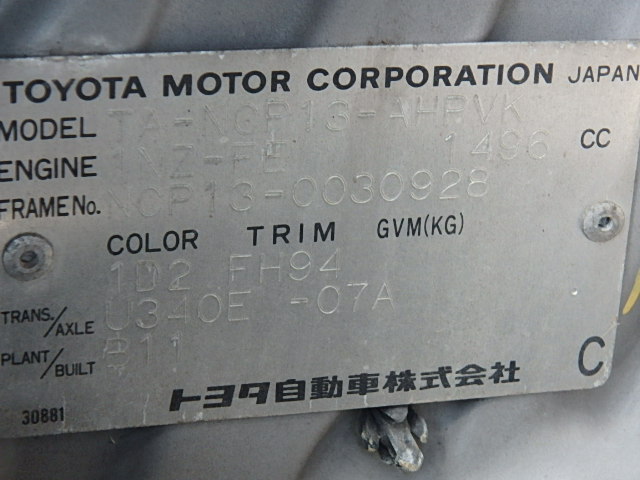 TOYOTA MOTOR CORPORATION JAPAN
MODEL TA-NCP13-AHPVK
ENGINE 1NZ-FE 1496 CC
FRAME No. NCP13-0030928
COLOR TRIM GVM(KG)
1D2 FH94
TRANS./AXLE U340E -07A
PLANT/BUILT B11
C
トヨタ自動車株式会社
30881